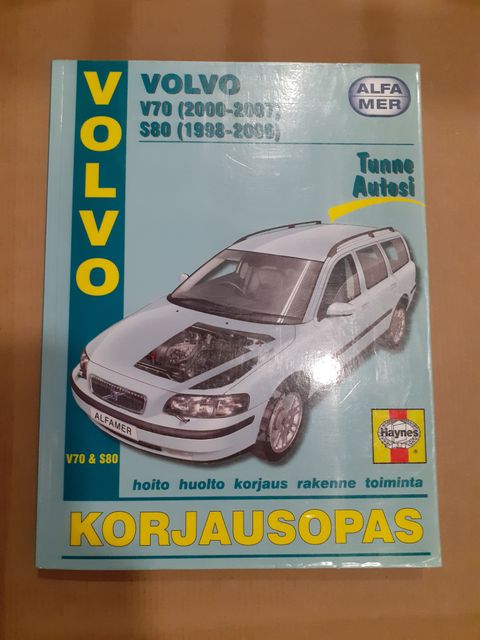 VOLVO
VOLVO
V70 (2000-2007)
S80 (1998-2006)
ALFA
MER
Tunne
Autosi
ALFAMER
Haynes
V70 & S80
hoito huolto korjaus rakenne toiminta
KORJAUSOPAS